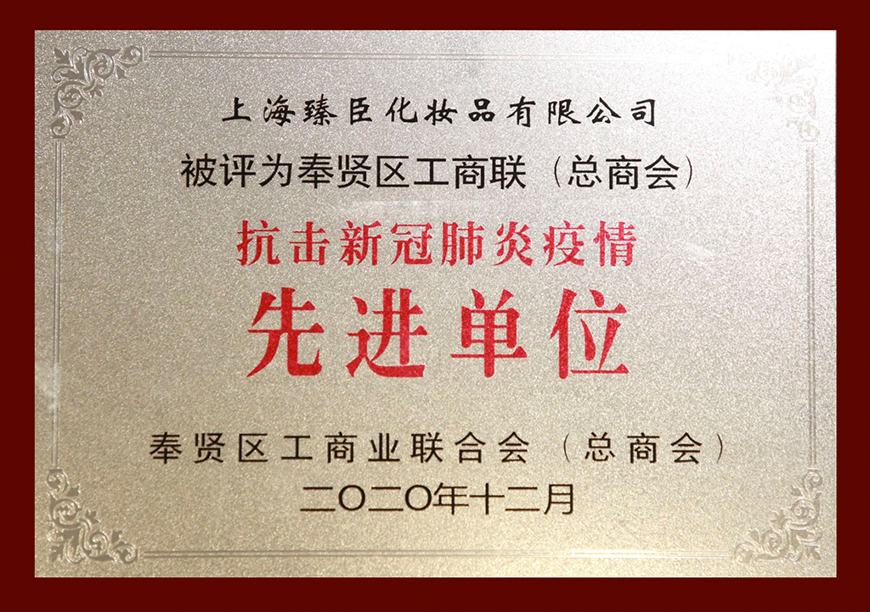 上海臻臣化妆品有限公司
被评为奉贤区工商联（总商会）
抗击新冠肺炎疫情
先进单位
奉贤区工商业联合会（总商会）
二〇二〇年十二月